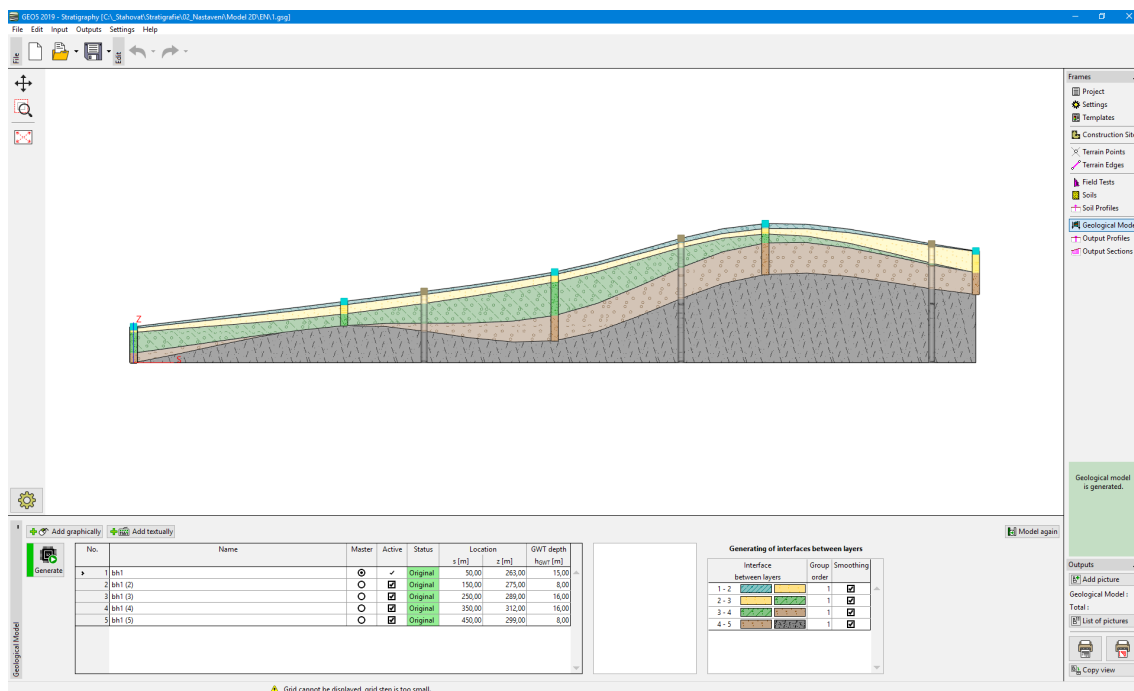 GEO5 2019 - Stratigraphy [C:\_Stahovat\Stratigrafie\02_Nastaveni\Model 2D\EN\1.gsg]
File Edit Input Outputs Settings Help
File
Edit
Frames
Project
Settings
Templates
Construction Site
Terrain Points
Terrain Edges
Field Tests
Soils
Soil Profiles
Geological Mode
Output Profiles
Output Sections
Z
S
Geological model
is generated.
Add graphically Add textually
Model again
Generate
No. Name Master Active Status Location GWT depth
s [m] z [m] hGWT [m]
1 bh1 Original 50,00 263,00 15,00
2 bh1 (2) Original 150,00 275,00 8,00
3 bh1 (3) Original 250,00 289,00 16,00
4 bh1 (4) Original 350,00 312,00 16,00
5 bh1 (5) Original 450,00 299,00 8,00
Generating of interfaces between layers
Interface Group Smoothing
between layers order
1 - 2 1
2 - 3 1
3 - 4 1
4 - 5 1
Geological Model
Outputs
Add picture
Geological Model :
Total :
List of pictures
Copy view
Grid cannot be displayed, grid step is too small.